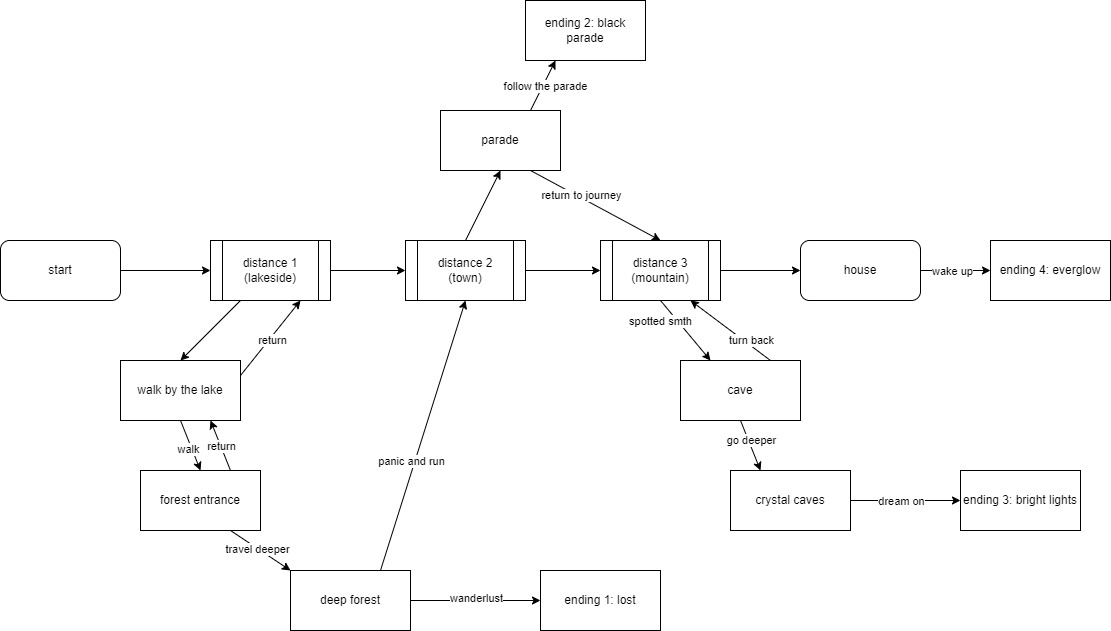 ending 2: black
parade
follow the parade
parade
return to journey
start
distance 1
(lakeside)
distance 2
(town)
distance 3
(mountain)
house
wake up
ending 4: everglow
return
spotted smth
turn back
walk by the lake
cave
walk
return
go deeper
panic and run
forest entrance
crystal caves
dream on
ending 3: bright lights
travel deeper
deep forest
wanderlust
ending 1: lost